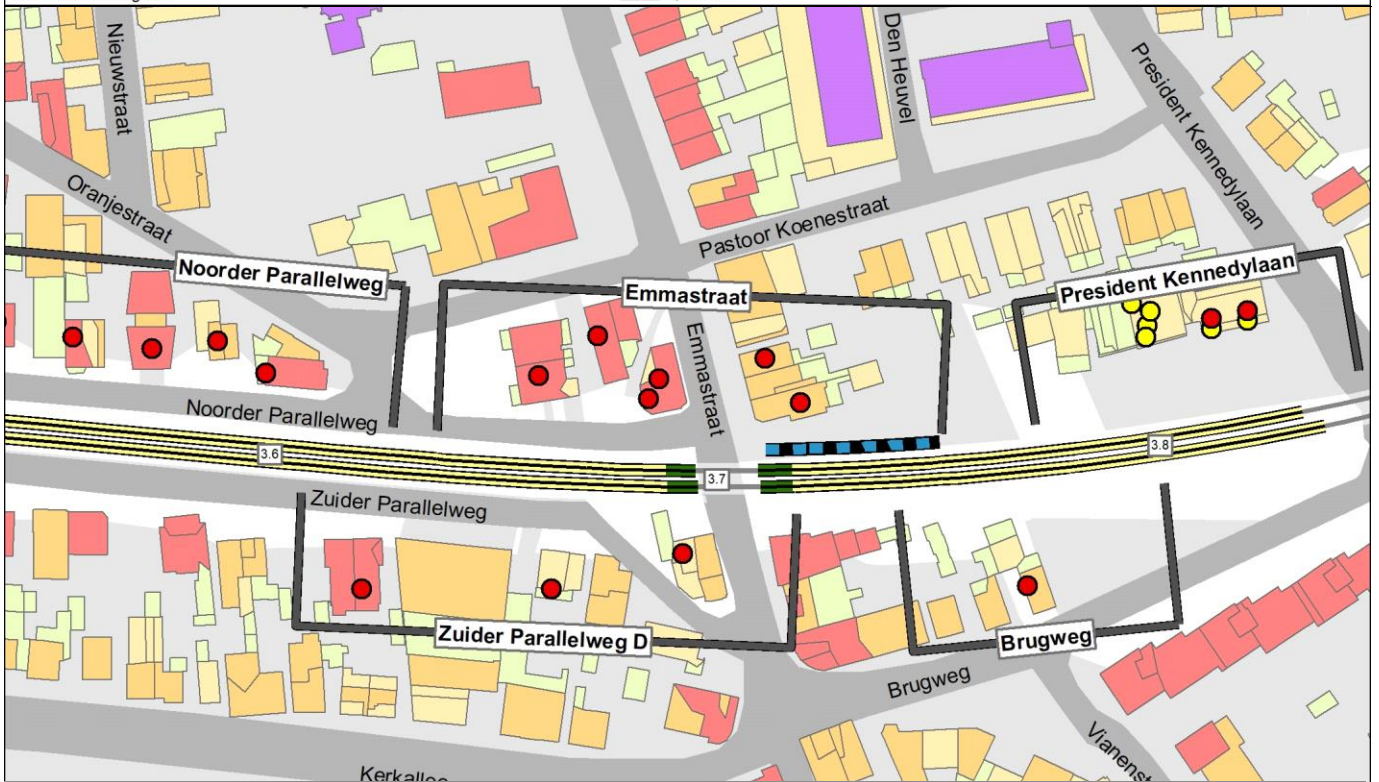 Nieuwstraat
Den Heuvel
President Kennedylaan
Oranjestraat
Pastoor Koenestraat
Noorder Parallelweg
Emmastraat
President Kennedylaan
Emmastraat
Noorder Parallelweg
3.6
3.7
3.8
Zuider Parallelweg
Zuider Parallelweg D
Brugweg
Brugweg